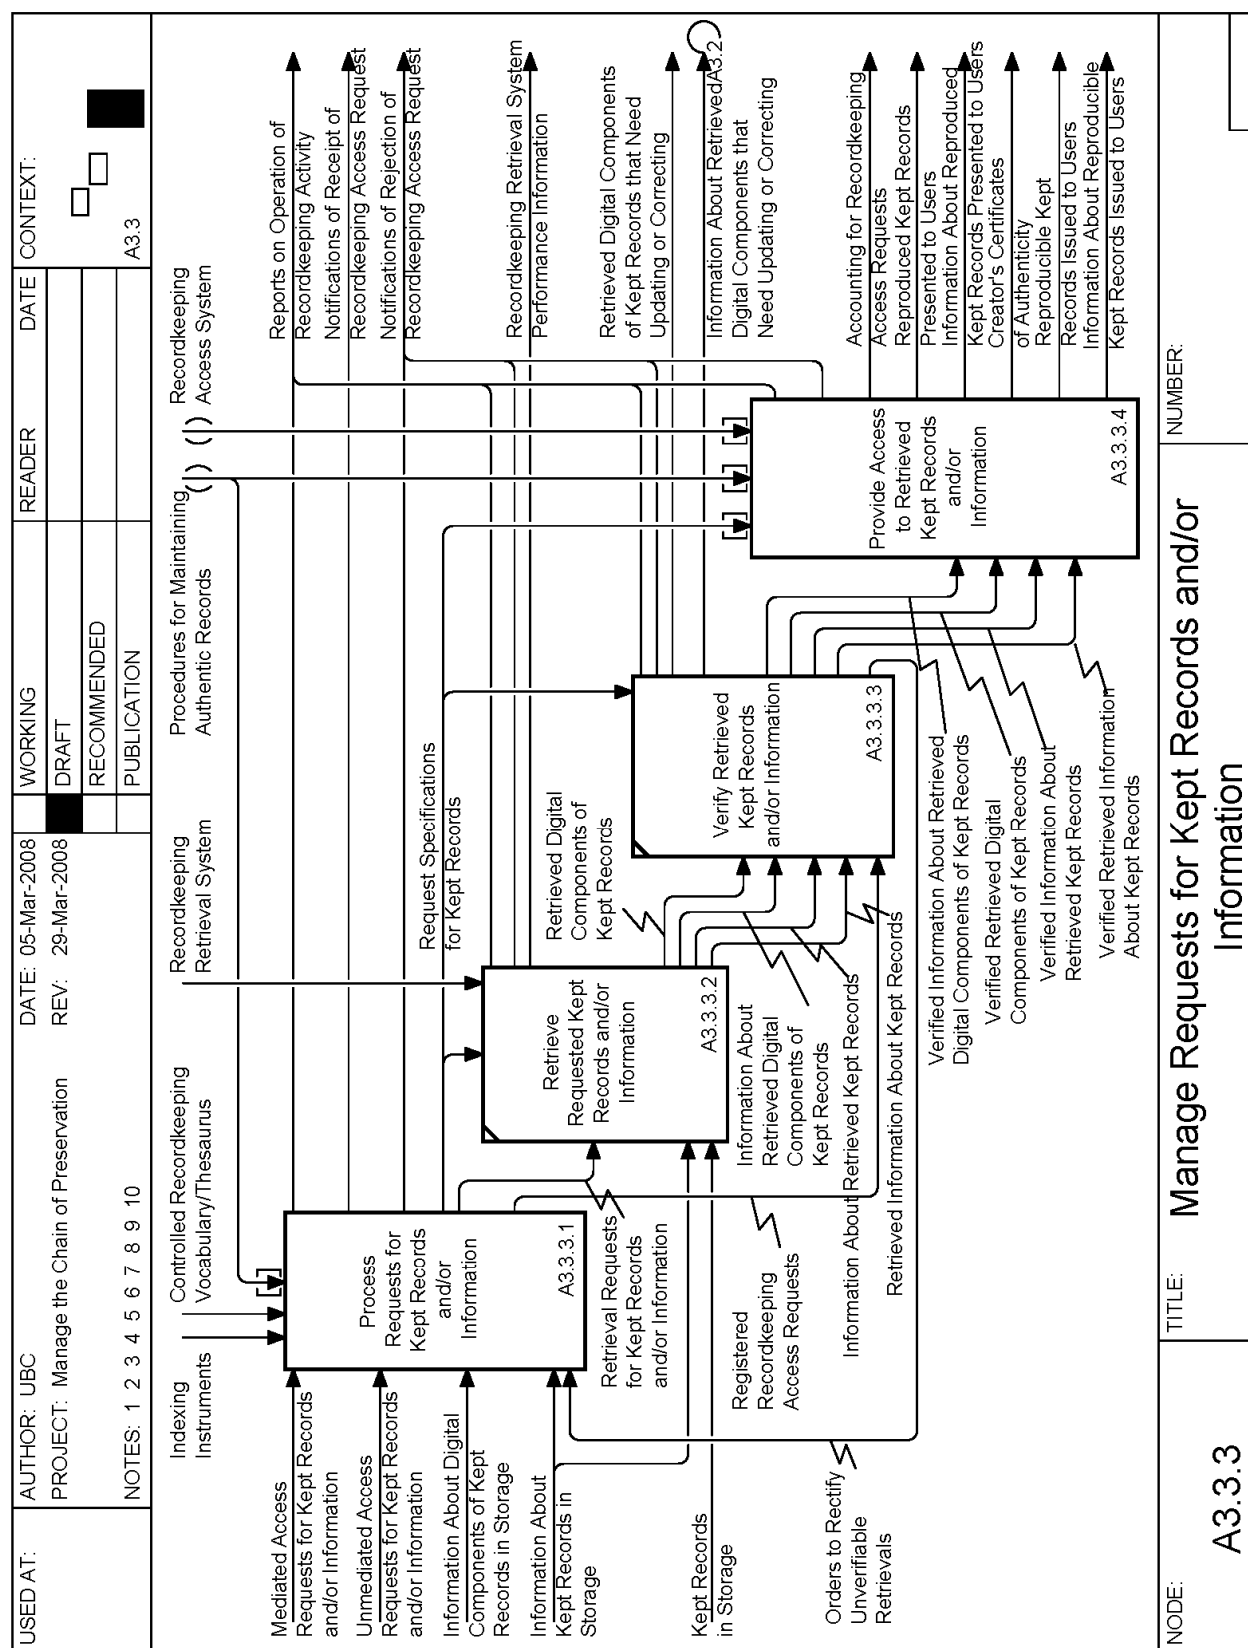 USED AT:
AUTHOR: UBC
PROJECT: Manage the Chain of Preservation
NOTES: 1 2 3 4 5 6 7 8 9 10
DATE: 05-Mar-2008
REV: 29-Mar-2008
WORKING
DRAFT
RECOMMENDED
PUBLICATION
READER
DATE
CONTEXT:
A3.3
Indexing
Instruments
Controlled Recordkeeping
Vocabulary/Thesaurus
Recordkeeping
Retrieval System
Procedures for Maintaining
Authentic Records
Recordkeeping
Access System
Mediated Access
Requests for Kept Records
and/or Information
Unmediated Access
Requests for Kept Records
and/or Information
Information About Digital
Components of Kept
Records in Storage
Information About
Kept Records in
Storage
Kept Records
in Storage
Orders to Rectify
Unverifiable
Retrievals
Process
Requests for
Kept Records
and/or
Information
A3.3.3.1
Retrieval Requests
for Kept Records
and/or Information
Registered
Recordkeeping
Access Requests
Request Specifications
for Kept Records
Retrieve
Requested Kept
Records and/or
Information
A3.3.3.2
Retrieved Digital
Components of
Kept Records
Information About
Retrieved Digital
Components of
Kept Records
Information About Retrieved Kept Records
Retrieved Information About Kept Records
Verify Retrieved
Kept Records
and/or Information
A3.3.3.3
Verified Information About Retrieved
Digital Components of Kept Records
Verified Retrieved Digital
Components of Kept Records
Verified Information About
Retrieved Kept Records
Verified Retrieved Information
About Kept Records
Provide Access
to Retrieved
Kept Records
and/or
Information
A3.3.3.4
Reports on Operation of
Recordkeeping Activity
Notifications of Receipt of
Recordkeeping Access Request
Notifications of Rejection of
Recordkeeping Access Request
Recordkeeping Retrieval System
Performance Information
Retrieved Digital Components
of Kept Records that Need
Updating or Correcting
Information About Retrieved
Digital Components that
Need Updating or Correcting
A3.2
Accounting for Recordkeeping
Access Requests
Reproduced Kept Records
Presented to Users
Information About Reproduced
Kept Records Presented to Users
Creator's Certificates
of Authenticity
Reproducible Kept
Records Issued to Users
Information About Reproducible
Kept Records Issued to Users
NODE:
A3.3.3
TITLE:
Manage Requests for Kept Records and/or
Information
NUMBER: